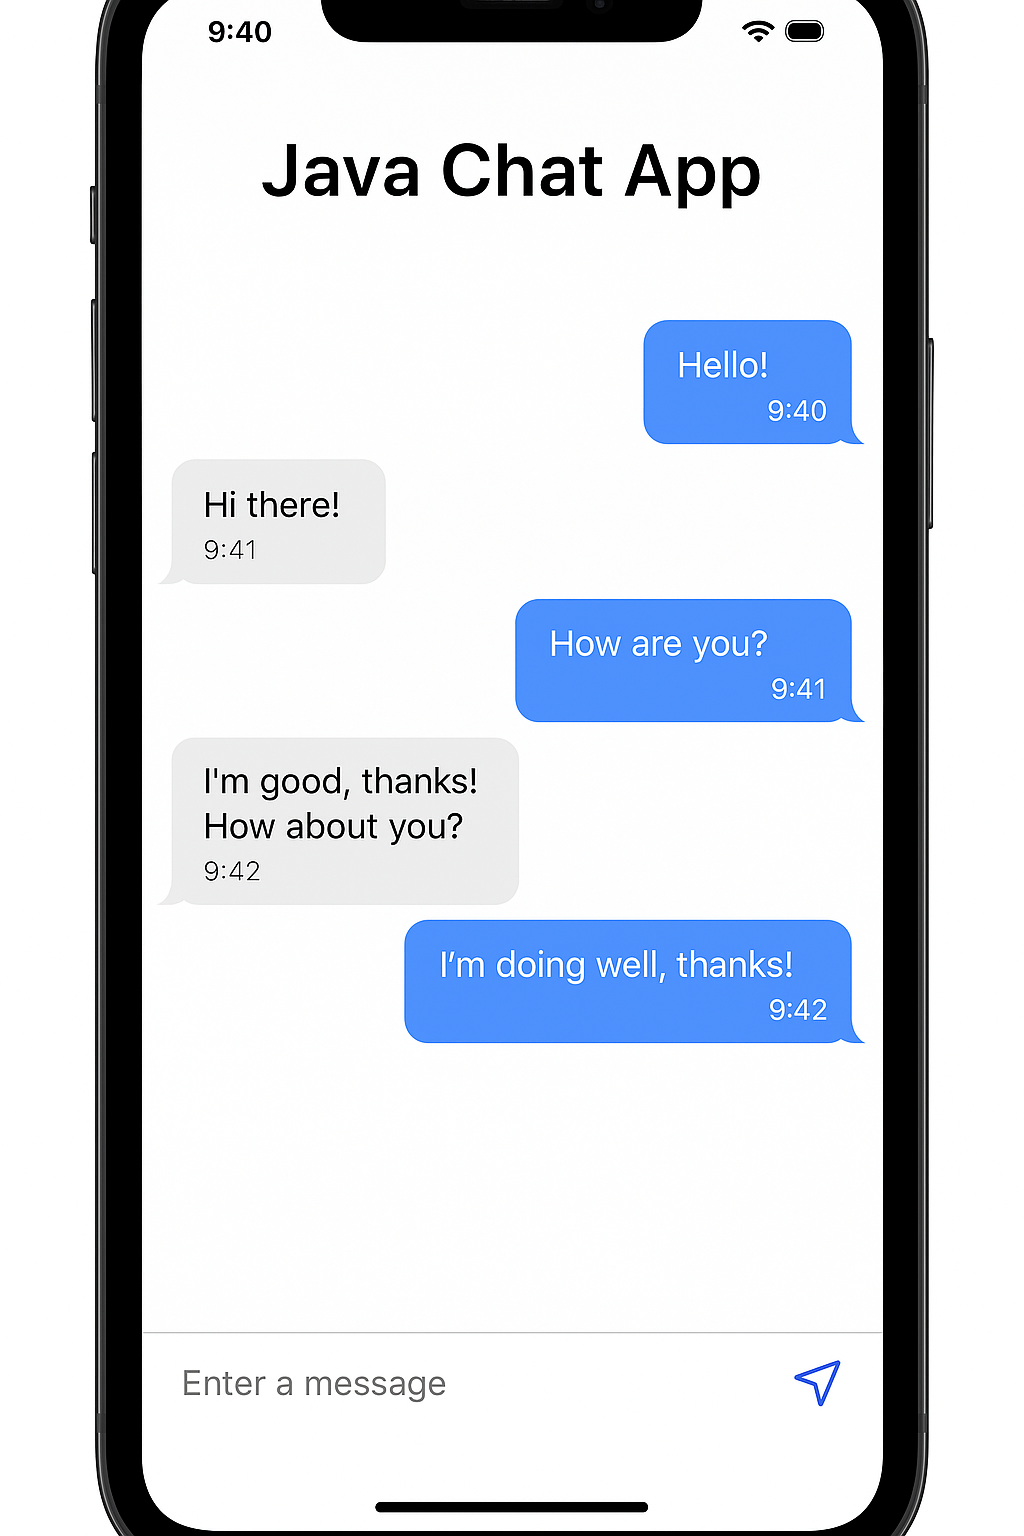 9:40
Java Chat App
Hello!
9:40
Hi there!
9:41
How are you?
9:41
I'm good, thanks!
How about you?
9:42
I’m doing well, thanks!
9:42
Enter a message